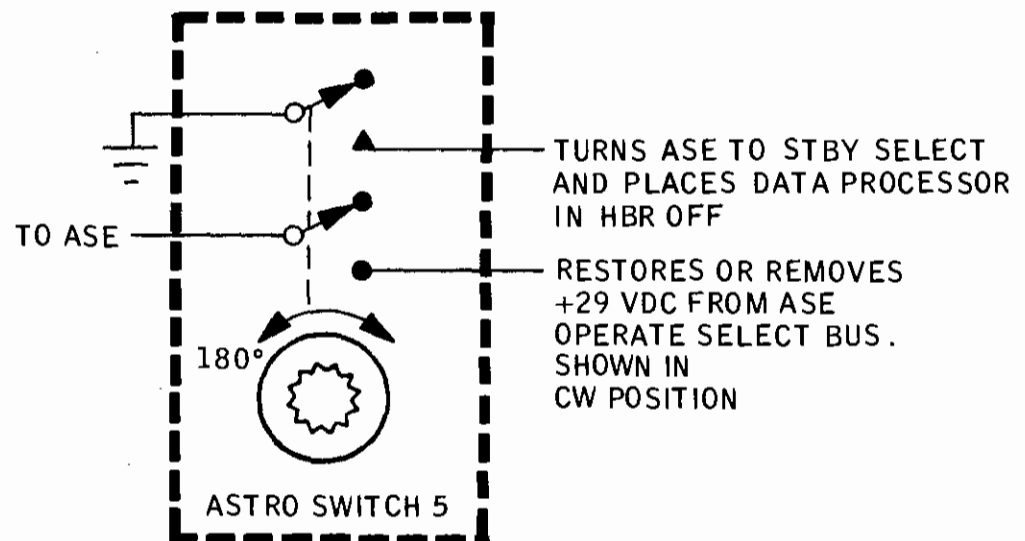 TURNS ASE TO STBY SELECT
AND PLACES DATA PROCESSOR
IN HBR OFF
TO ASE
RESTORES OR REMOVES
+29 VDC FROM ASE
OPERATE SELECT BUS.
SHOWN IN
CW POSITION
180°
ASTRO SWITCH 5